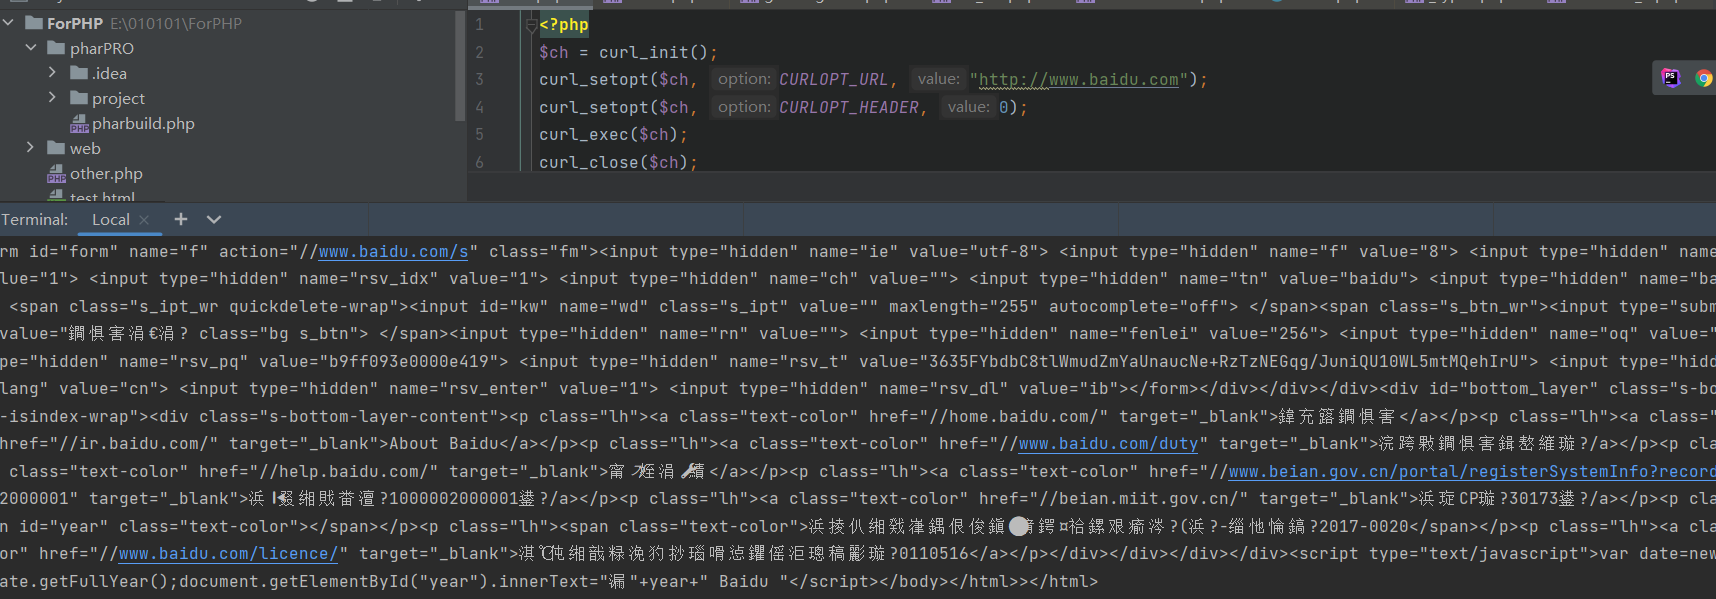 ForPHP E:\010101\ForPHP
pharPRO
.idea
project
pharbuild.php
web
other.php
test.html
1 <?php
2 $ch = curl_init();
3 curl_setopt($ch, option: CURLOPT_URL, value: "http://www.baidu.com");
4 curl_setopt($ch, option: CURLOPT_HEADER, value: 0);
5 curl_exec($ch);
6 curl_close($ch);
Terminal: Local
rm id="form" name="f" action="//www.baidu.com/s" class="fm"><input type="hidden" name="ie" value="utf-8"> <input type="hidden" name="f" value="8"> <input type="hidden" name
lue="1"> <input type="hidden" name="rsv_idx" value="1"> <input type="hidden" name="ch" value=""> <input type="hidden" name="tn" value="baidu"> <input type="hidden" name="ba
<span class="s_ipt_wr quickdelete-wrap"><input id="kw" name="wd" class="s_ipt" value="" maxlength="255" autocomplete="off"> </span><span class="s_btn_wr"><input type="subm
value="鐧惧害涓€涓? class="bg s_btn"> </span><input type="hidden" name="rn" value=""> <input type="hidden" name="fenlei" value="256"> <input type="hidden" name="oq" value="
pe="hidden" name="rsv_pq" value="b9ff093e0000e419"> <input type="hidden" name="rsv_t" value="3635FYbdbC8tlWmudZmYaUnaucNe+RzTzNEGqg/JuniQU10WL5mtMQehIrU"> <input type="hidd
lang" value="cn"> <input type="hidden" name="rsv_enter" value="1"> <input type="hidden" name="rsv_dl" value="ib"></form></div></div></div><div id="bottom_layer" class="s-bo
-isindex-wrap"><div class="s-bottom-layer-content"><p class="lh"><a class="text-color" href="//home.baidu.com/" target="_blank">鍏充簬鐧惧害</a></p><p class="lh"><a class="
href="//ir.baidu.com/" target="_blank">About Baidu</a></p><p class="lh"><a class="text-color" href="//www.baidu.com/duty" target="_blank">浣跨敤鐧惧害鍓嶅繀璇?/a></p><p cla
class="text-color" href="//help.baidu.com/" target="_blank">甯 涓</a></p><p class="lh"><a class="text-color" href="//www.beian.gov.cn/portal/registerSystemInfo?record
2000001" target="_blank">浜 缃戝畨澶?1000002000001鍙?/a></p><p class="lh"><a class="text-color" href="//beian.miit.gov.cn/" target="_blank">浜琁CP璇?30173鍙?/a></p><p c
n id="year" class="text-color"></span></p><p class="lh"><span class="text-color">浜掕仈缃戣嵂鍝佷俊鎭 鍔¤祫鏍艰瘉涔?(浜?-缁忚惀鎬?2017-0020</span></p><p class="lh"><a cl
or" href="//www.baidu.com/licence/" target="_blank">淇 缃戠粶浼犳挱瑙嗗惉鑺傜洰璁稿彲璇?0110516</a></p></div></div></div><script type="text/javascript">var date=new
ate.getFullYear();document.getElementById("year").innerText="漏"+year+" Baidu "</script></body></html>></html>